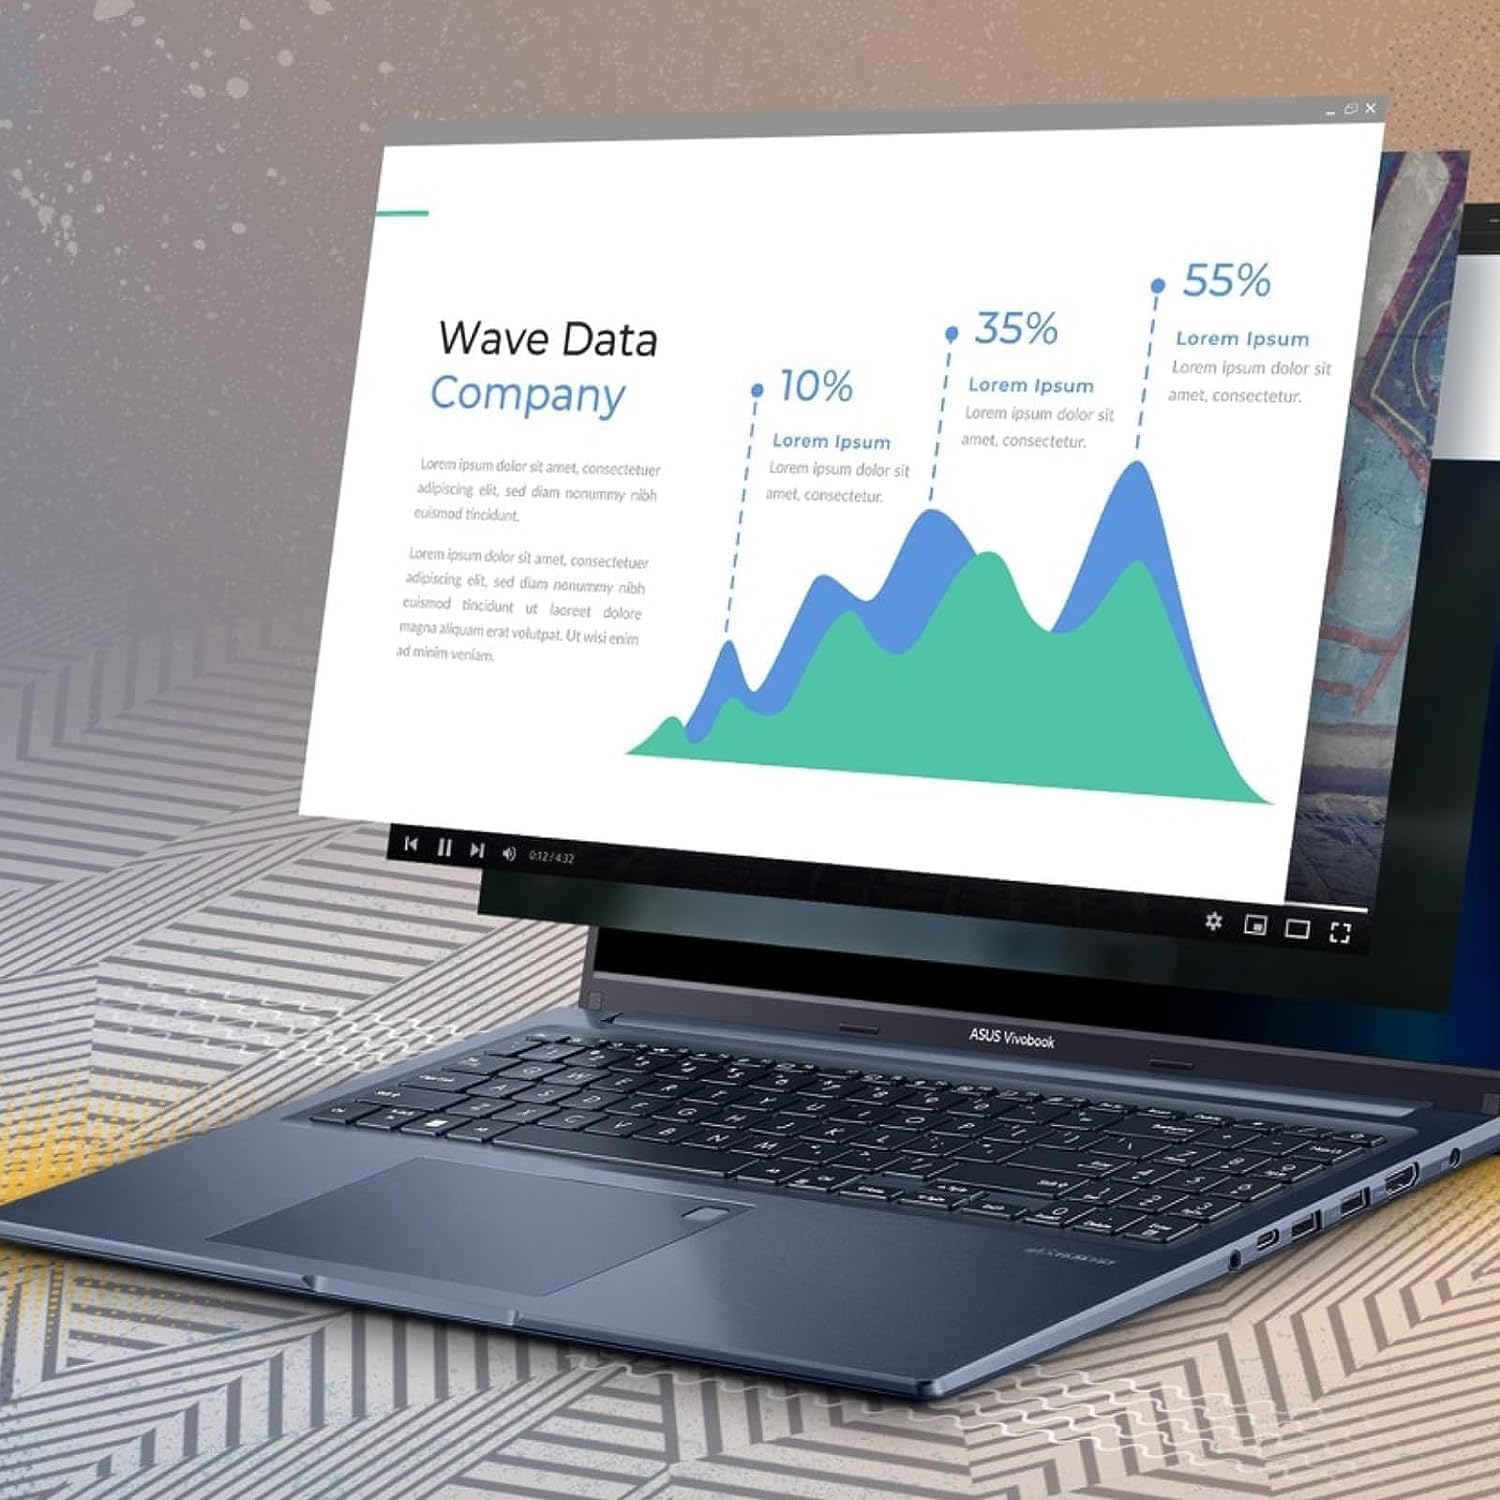 Wave Data
Company
Lorem ipsum dolor sit amet, consectetuer
adipiscing elit, sed diam nonummy nibh
euismod tincidunt.
Lorem ipsum dolor sit amet, consectetuer
adipiscing elit, sed diam nonummy nibh
euismod tincidunt ut laoreet dolore
magna aliquam erat volutpat. Ut wisi enim
ad minim veniam.
10%
Lorem Ipsum
Lorem ipsum dolor sit
amet, consectetur.
35%
Lorem Ipsum
Lorem ipsum dolor sit
amet, consectetur.
55%
Lorem Ipsum
Lorem ipsum dolor sit
amet, consectetur.
0:12 / 4:32
ASUS Vivobook